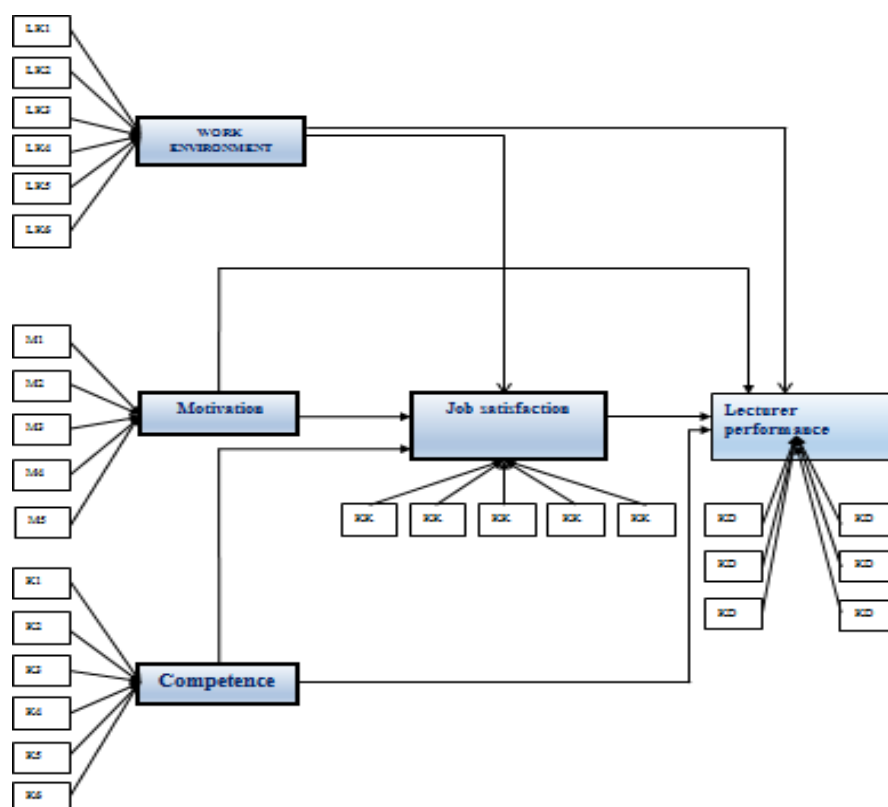 LK1
LK2
LK3
LK4
LK5
LK6
WORK
ENVIRONMENT
M1
M2
M3
M4
M5
Motivation
Job satisfaction
Lecturer
performance
KK
KK
KK
KK
KK
KD
KD
KD
KD
KD
KD
K1
K2
K3
K4
K5
K6
Competence